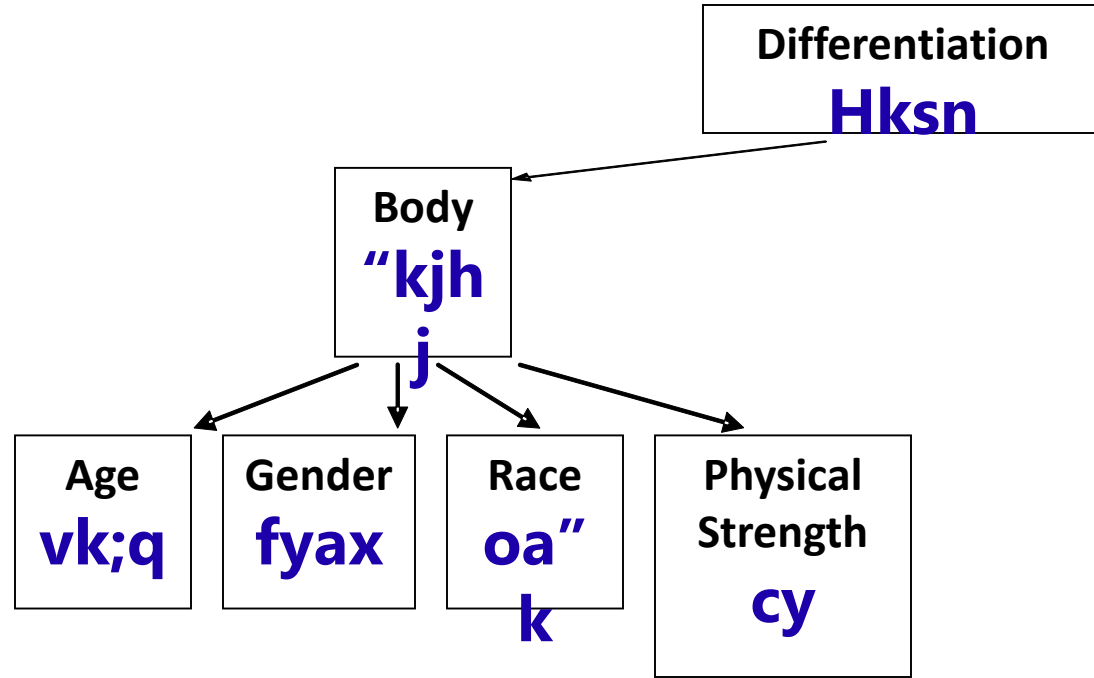 Differentiation
Hksn
Body
“kjh
j
Age
vk;q
Gender
fyax
Race
oa”
k
Physical
Strength
cy